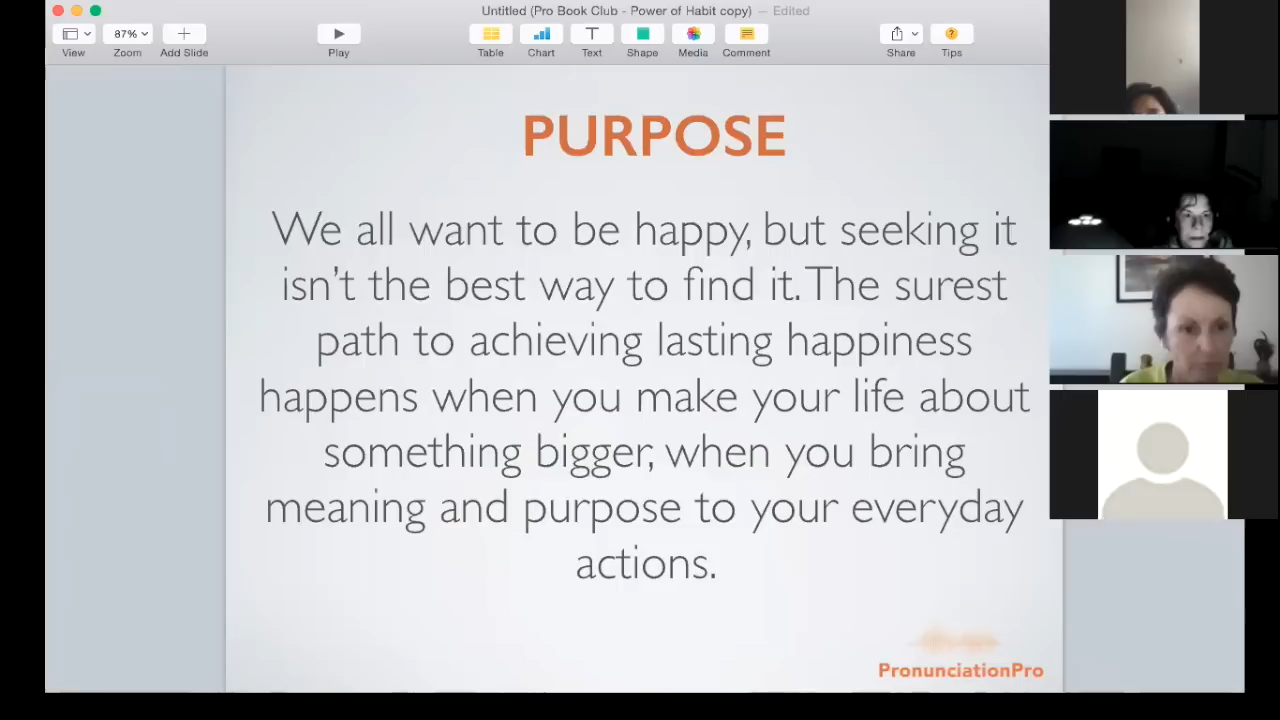 Untitled (Pro Book Club - Power of Habit copy) — Edited
87%
View Zoom Add Slide Play Table Chart Text Shape Media Comment Share Tips
PURPOSE
We all want to be happy, but seeking it
isn't the best way to find it. The surest
path to achieving lasting happiness
happens when you make your life about
something bigger, when you bring
meaning and purpose to your everyday
actions.
PronunciationPro